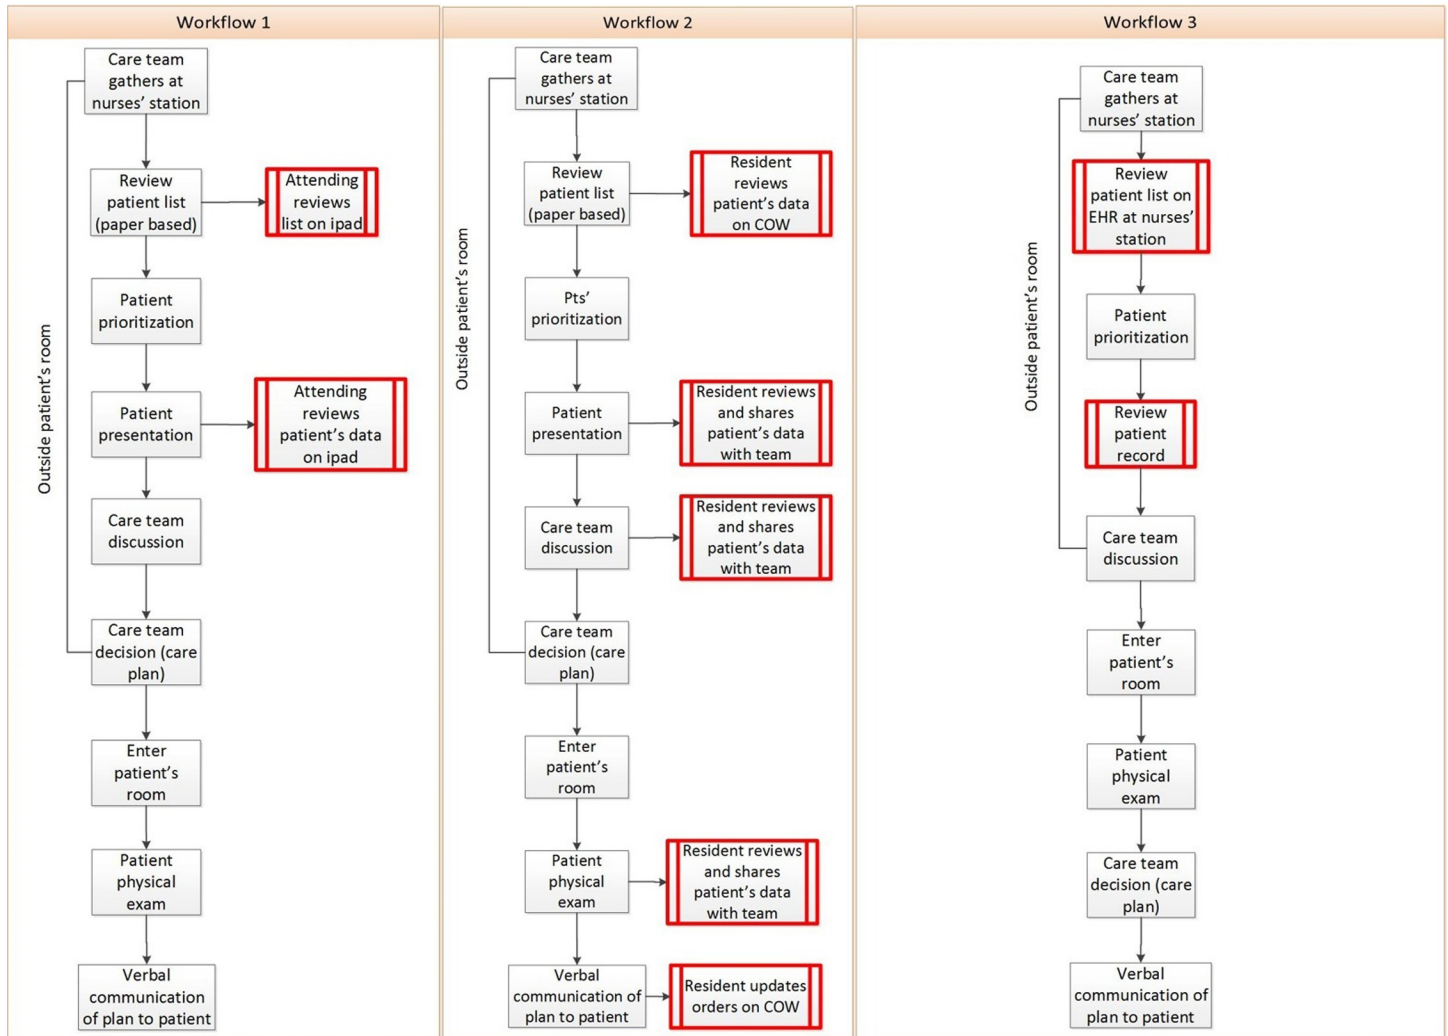 Workflow 1
Care team
gathers at
nurses’ station
Review
patient list
(paper based)
Attending
reviews
list on ipad
Patient
prioritization
Patient
presentation
Attending
reviews
patient’s data
on ipad
Care team
discussion
Care team
decision (care
plan)
Outside patient’s room
Enter
patient’s
room
Patient
physical
exam
Verbal
communication
of plan to patient
Workflow 2
Care team
gathers at
nurses’ station
Review
patient list
(paper based)
Resident
reviews
patient’s data
on COW
Pts’
prioritization
Patient
presentation
Resident reviews
and shares
patient’s data
with team
Care team
discussion
Resident reviews
and shares
patient’s data
with team
Care team
decision (care
plan)
Outside patient’s room
Enter
patient’s
room
Patient
physical
exam
Resident reviews
and shares
patient’s data
with team
Verbal
communication of
plan to patient
Resident updates
orders on COW
Workflow 3
Care team
gathers at
nurses’ station
Review
patient list on
EHR at nurses’
station
Patient
prioritization
Review
patient
record
Care team
discussion
Outside patient’s room
Enter
patient’s
room
Patient
physical
exam
Care team
decision (care
plan)
Verbal
communication of
plan to patient